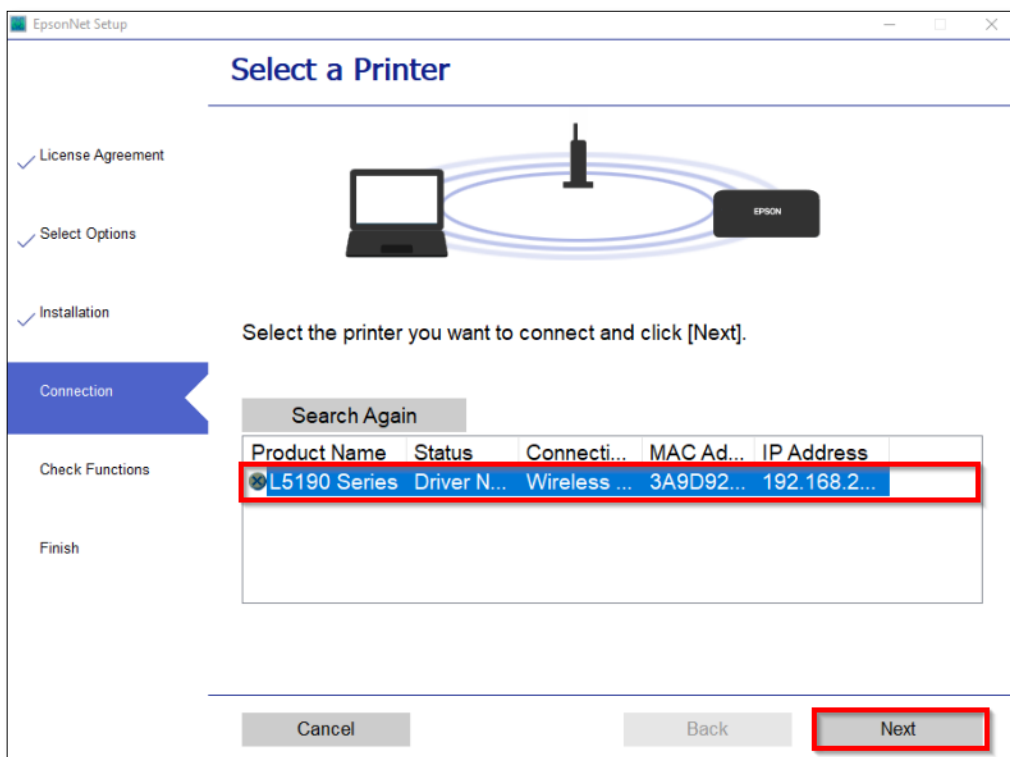 EpsonNet Setup
Select a Printer
License Agreement
Select Options
Installation
Connection
Check Functions
Finish
EPSON
Select the printer you want to connect and click [Next].
Search Again
Product Name Status Connecti... MAC Ad... IP Address
L5190 Series Driver N... Wireless ... 3A9D92... 192.168.2...
Cancel Back Next